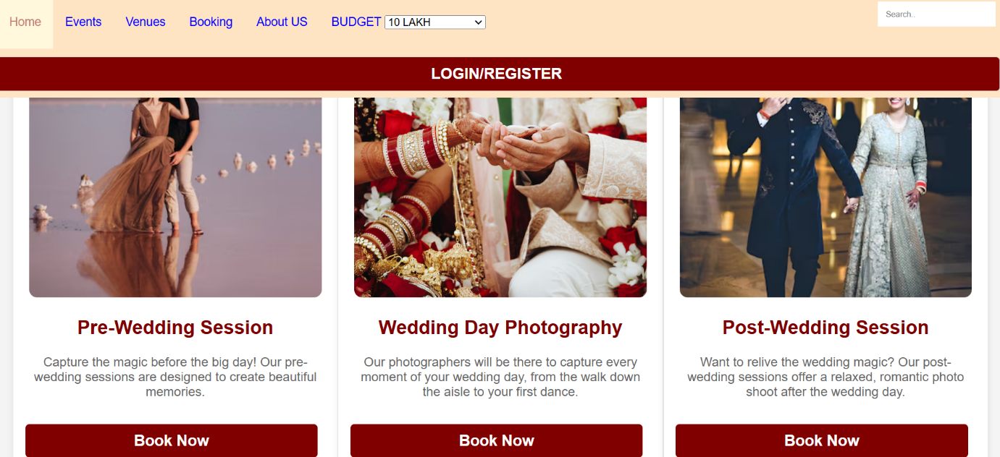 Home Events Venues Booking About US BUDGET 10 LAKH Search..
LOGIN/REGISTER
Pre-Wedding Session
Capture the magic before the big day! Our pre-
wedding sessions are designed to create beautiful
memories.
Book Now
Wedding Day Photography
Our photographers will be there to capture every
moment of your wedding day, from the walk down
the aisle to your first dance.
Book Now
Post-Wedding Session
Want to relive the wedding magic? Our post-
wedding sessions offer a relaxed, romantic photo
shoot after the wedding day.
Book Now